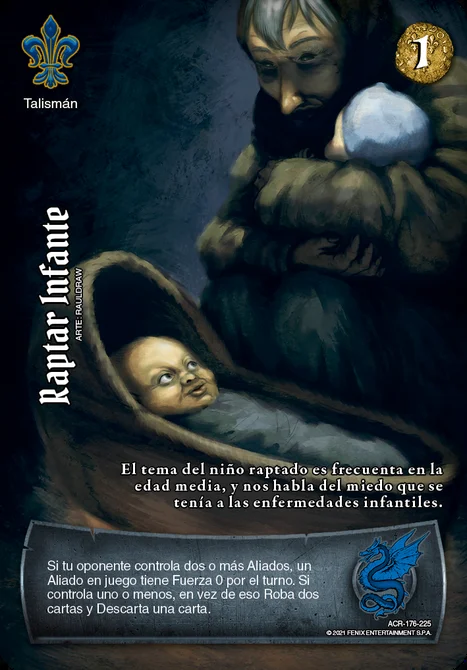 1
Talismán
Raptar Infante
ARTE: RAULDRAW
El tema del niño raptado es frecuenta en la
edad media, y nos habla del miedo que se
tenía a las enfermedades infantiles.
Si tu oponente controla dos o más Aliados, un
Aliado en juego tiene Fuerza 0 por el turno. Si
controla uno o menos, en vez de eso Roba dos
cartas y Descarta una carta.
ACR-176-225
© 2021 FENIX ENTERTAINMENT S.P.A.